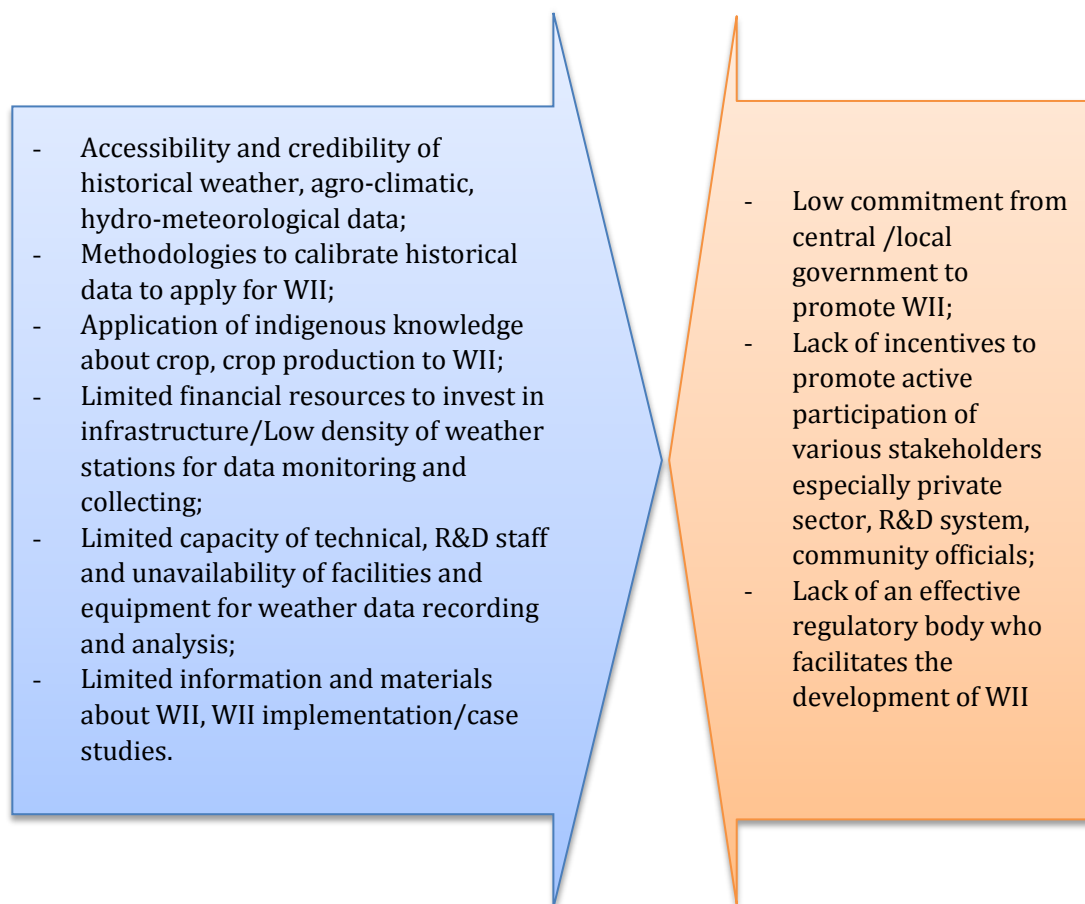 - Accessibility and credibility of
historical weather, agro-climatic,
hydro-meteorological data;
- Methodologies to calibrate historical
data to apply for WII;
- Application of indigenous knowledge
about crop, crop production to WII;
- Limited financial resources to invest in
infrastructure/Low density of weather
stations for data monitoring and
collecting;
- Limited capacity of technical, R&D staff
and unavailability of facilities and
equipment for weather data recording
and analysis;
- Limited information and materials
about WII, WII implementation/case
studies.
- Low commitment from
central /local
government to
promote WII;
- Lack of incentives to
promote active
participation of
various stakeholders
especially private
sector, R&D system,
community officials;
- Lack of an effective
regulatory body who
facilitates the
development of WII